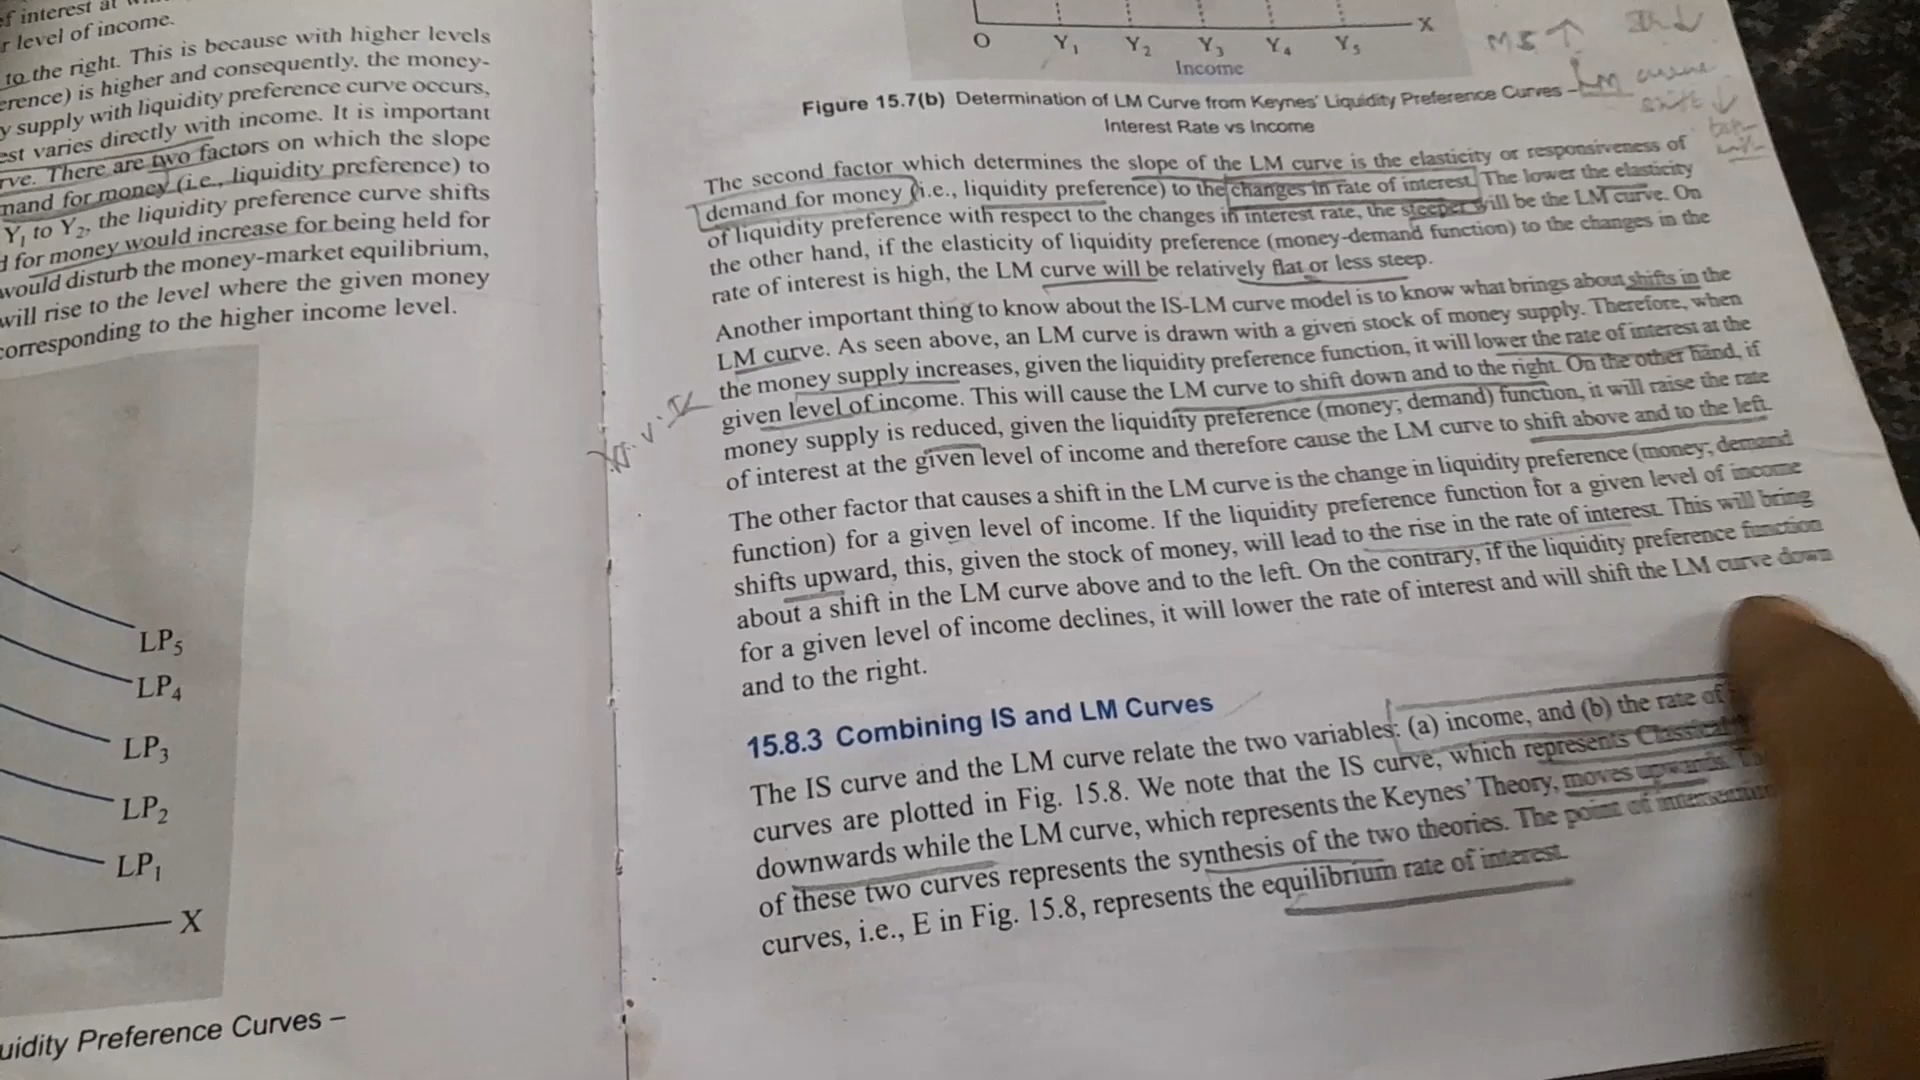 f interest at
r level of income.
to the right. This is because with higher levels
erence) is higher and consequently, the money-
y supply with liquidity preference curve occurs,
est varies directly with income. It is important
rve. There are two factors on which the slope
mand for money (i.e., liquidity preference) to
Y1 to Y2, the liquidity preference curve shifts
d for money would increase for being held for
would disturb the money-market equilibrium,
will rise to the level where the given money
corresponding to the higher income level.
LP5
LP4
LP3
LP2
LP1
X
uidity Preference Curves –
O Y1 Y2 Y3 Y4 Y5 X
Income
MS ↑
LM curve
shift ↓
Figure 15.7(b) Determination of LM Curve from Keynes' Liquidity Preference Curves –
Interest Rate vs Income
The second factor which determines the slope of the LM curve is the elasticity or responsiveness of
demand for money (i.e., liquidity preference) to the changes in rate of interest. The lower the elasticity
of liquidity preference with respect to the changes in interest rate, the steeper will be the LM curve. On
the other hand, if the elasticity of liquidity preference (money-demand function) to the changes in the
rate of interest is high, the LM curve will be relatively flat or less steep.
Another important thing to know about the IS-LM curve model is to know what brings about shifts in the
LM curve. As seen above, an LM curve is drawn with a given stock of money supply. Therefore, when
the money supply increases, given the liquidity preference function, it will lower the rate of interest at the
given level of income. This will cause the LM curve to shift down and to the right. On the other hand, if
money supply is reduced, given the liquidity preference (money; demand) function, it will raise the rate
of interest at the given level of income and therefore cause the LM curve to shift above and to the left.
The other factor that causes a shift in the LM curve is the change in liquidity preference (money; demand
function) for a given level of income. If the liquidity preference function for a given level of income
shifts upward, this, given the stock of money, will lead to the rise in the rate of interest. This will bring
about a shift in the LM curve above and to the left. On the contrary, if the liquidity preference function
for a given level of income declines, it will lower the rate of interest and will shift the LM curve down
and to the right.
15.8.3 Combining IS and LM Curves
The IS curve and the LM curve relate the two variables: (a) income, and (b) the rate of
curves are plotted in Fig. 15.8. We note that the IS curve, which represents Classical
downwards while the LM curve, which represents the Keynes' Theory, moves upwards.
of these two curves represents the synthesis of the two theories. The point of intersection
curves, i.e., E in Fig. 15.8, represents the equilibrium rate of interest.